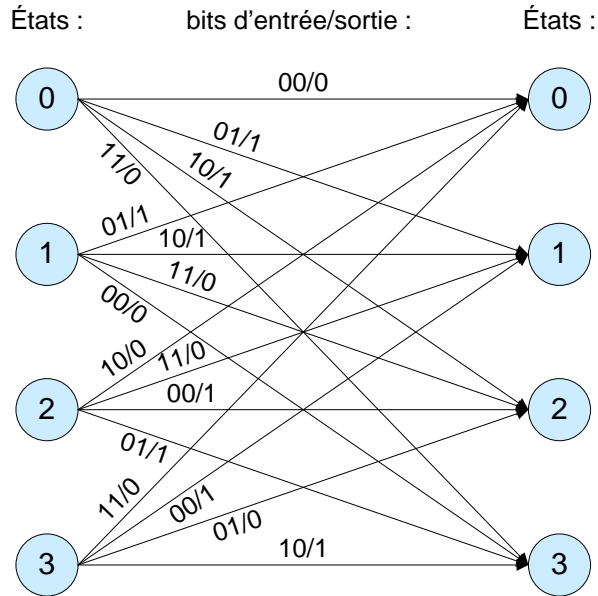 États : bits d’entrée/sortie : États :
0 00/0 0
01/1
11/0 10/1
01/1
1 10/1 1
11/0
00/0
10/0 11/0
2 00/1 2
01/1
11/0 00/1
01/0
3 10/1 3